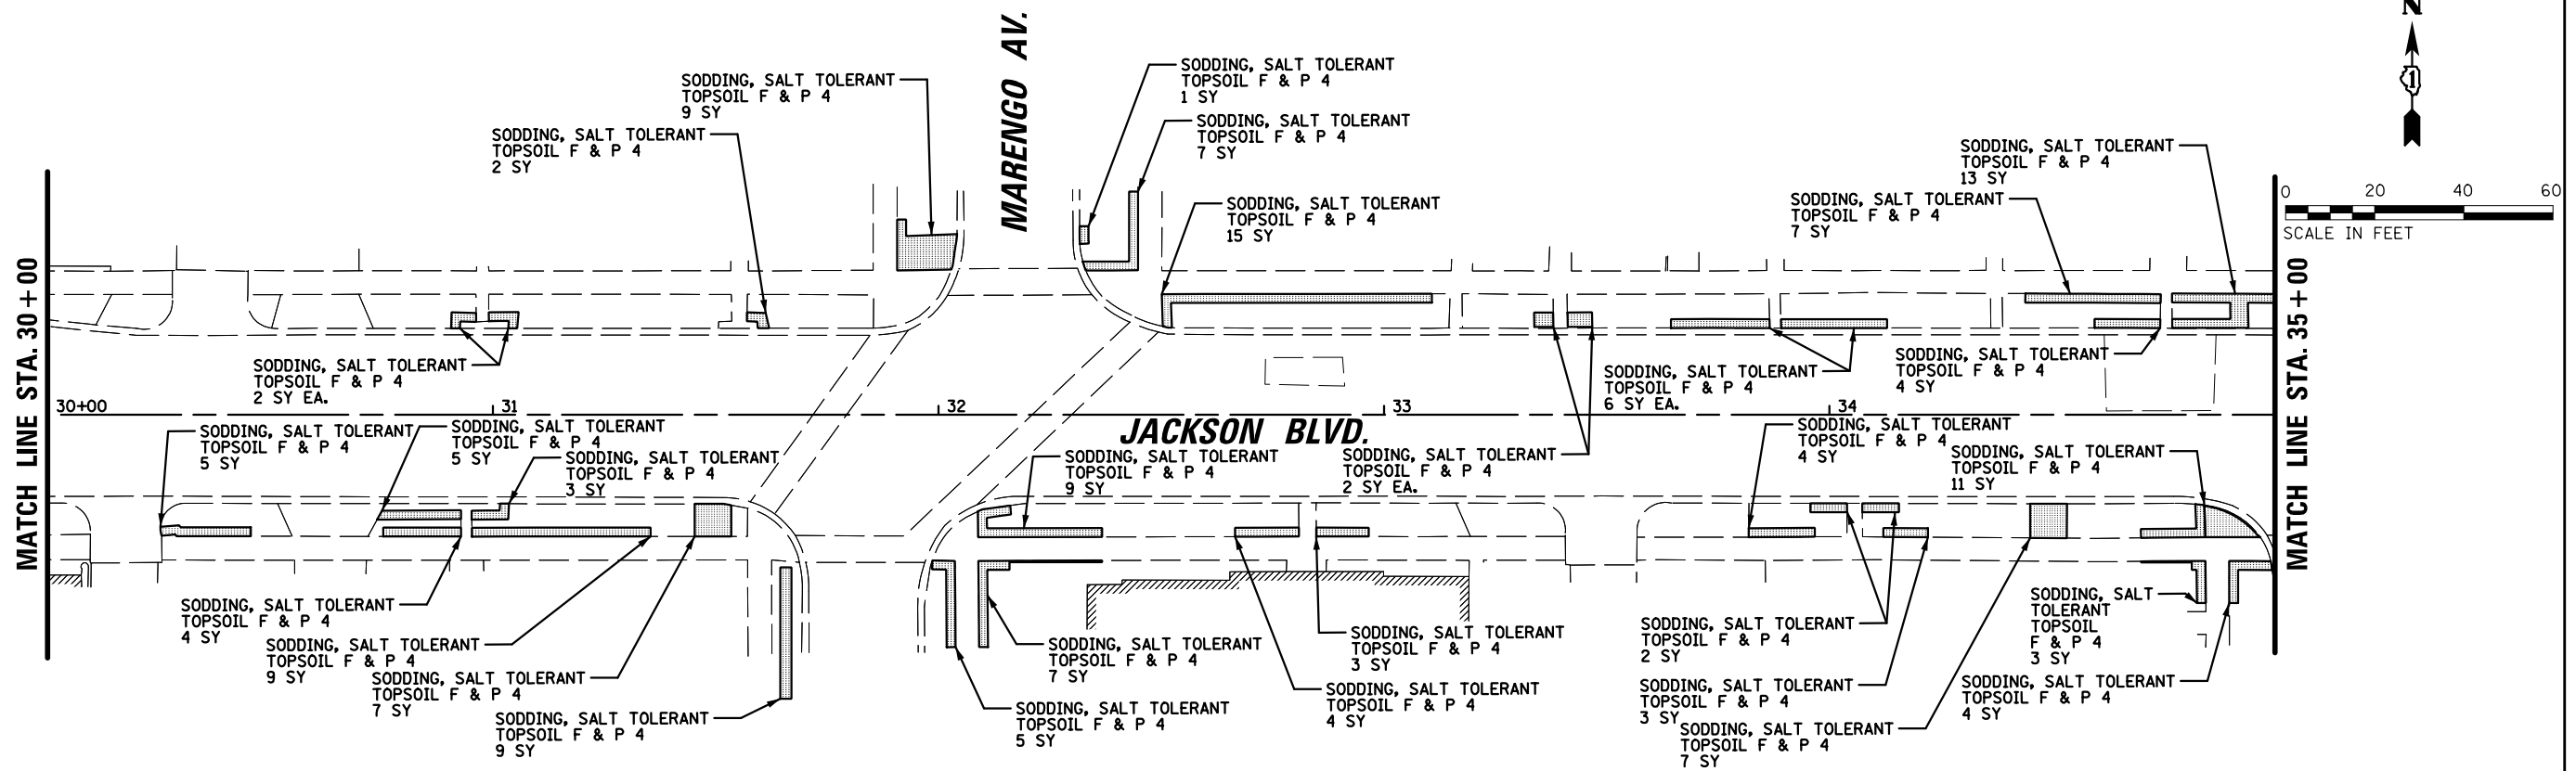 MARENGO AV.
N
1
SODDING, SALT TOLERANT
TOPSOIL F & P 4
9 SY
SODDING, SALT TOLERANT
TOPSOIL F & P 4
2 SY
SODDING, SALT TOLERANT
TOPSOIL F & P 4
1 SY
SODDING, SALT TOLERANT
TOPSOIL F & P 4
7 SY
SODDING, SALT TOLERANT
TOPSOIL F & P 4
15 SY
SODDING, SALT TOLERANT
TOPSOIL F & P 4
13 SY
SODDING, SALT TOLERANT
TOPSOIL F & P 4
7 SY
0 20 40 60
SCALE IN FEET
MATCH LINE STA. 30+00
MATCH LINE STA. 35+00
SODDING, SALT TOLERANT
TOPSOIL F & P 4
2 SY EA.
SODDING, SALT TOLERANT
TOPSOIL F & P 4
6 SY EA.
SODDING, SALT TOLERANT
TOPSOIL F & P 4
4 SY
30+00 31 32 33 34
JACKSON BLVD.
SODDING, SALT TOLERANT
TOPSOIL F & P 4
5 SY
SODDING, SALT TOLERANT
TOPSOIL F & P 4
5 SY
SODDING, SALT TOLERANT
TOPSOIL F & P 4
3 SY
SODDING, SALT TOLERANT
TOPSOIL F & P 4
9 SY
SODDING, SALT TOLERANT
TOPSOIL F & P 4
2 SY EA.
SODDING, SALT TOLERANT
TOPSOIL F & P 4
4 SY
SODDING, SALT TOLERANT
TOPSOIL F & P 4
11 SY
SODDING, SALT TOLERANT
TOPSOIL F & P 4
4 SY
SODDING, SALT TOLERANT
TOPSOIL F & P 4
9 SY
SODDING, SALT TOLERANT
TOPSOIL F & P 4
7 SY
SODDING, SALT TOLERANT
TOPSOIL F & P 4
9 SY
SODDING, SALT TOLERANT
TOPSOIL F & P 4
7 SY
SODDING, SALT TOLERANT
TOPSOIL F & P 4
5 SY
SODDING, SALT TOLERANT
TOPSOIL F & P 4
3 SY
SODDING, SALT TOLERANT
TOPSOIL F & P 4
4 SY
SODDING, SALT TOLERANT
TOPSOIL F & P 4
2 SY
SODDING, SALT TOLERANT
TOPSOIL F & P 4
3 SY
SODDING, SALT TOLERANT
TOPSOIL F & P 4
7 SY
SODDING, SALT
TOLERANT
TOPSOIL
F & P 4
3 SY
SODDING, SALT TOLERANT
TOPSOIL F & P 4
4 SY